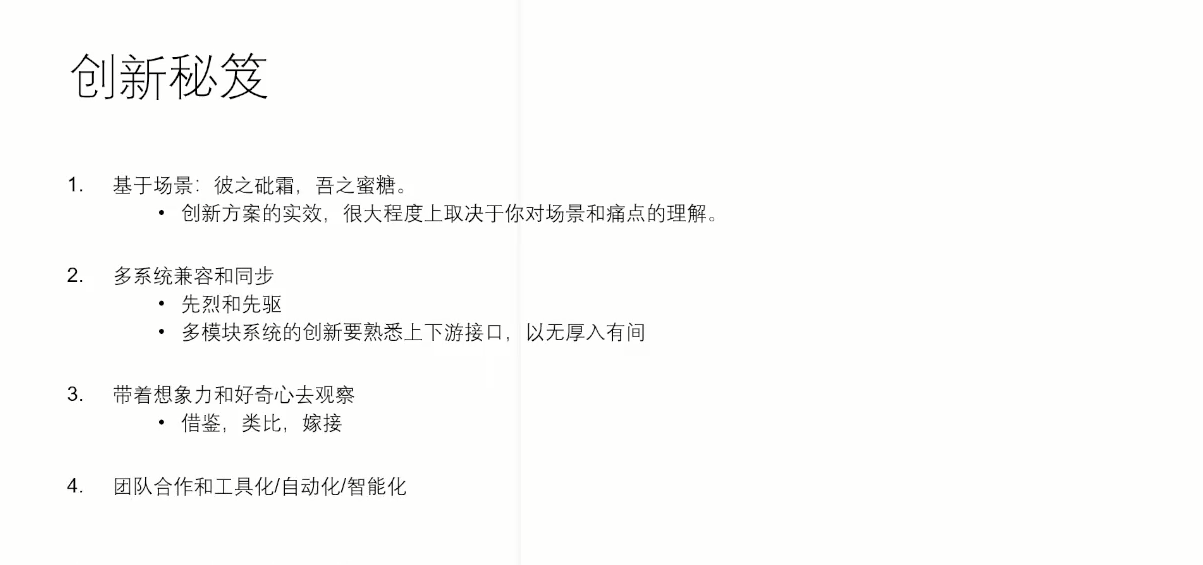 创新秘笈
1. 基于场景：彼之砒霜，吾之蜜糖。
• 创新方案的实效，很大程度上取决于你对场景和痛点的理解。
2. 多系统兼容和同步
• 先烈和先驱
• 多模块系统的创新要熟悉上下游接口，以无厚入有间
3. 带着想象力和好奇心去观察
• 借鉴，类比，嫁接
4. 团队合作和工具化/自动化/智能化